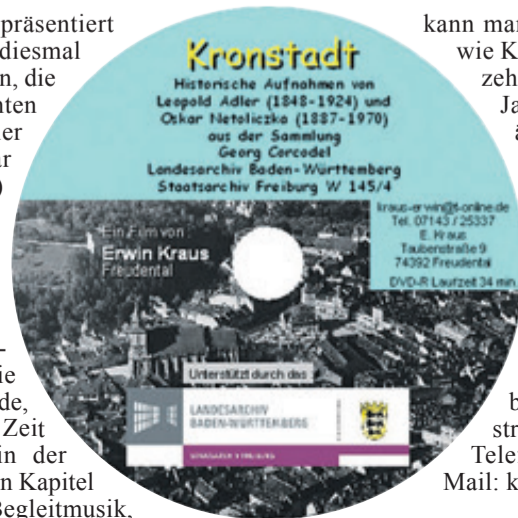 präsentiert
diesmal
n, die
nten
ler
ar
)
-
ie
de,
Zeit
in der
n Kapitel
Begleitmusik,
Kronstadt
Historische Aufnahmen von
Leopold Adler (1848-1924) und
Oskar Netoliczka (1887-1970)
aus der Sammlung
Georg Corcodel
Landesarchiv Baden-Württemberg
Staatsarchiv Freiburg W 145/4
kraus-erwin@t-online.de
Tel. 07143 / 25337
E. Kraus
Taubenstraße 9
74392 Freudental
DVD-R Laufzeit 34 min
Ein Film von
Erwin Kraus
Freudental
Unterstützt durch das
LANDESARCHIV
BADEN-WÜRTTEMBERG
STAATSARCHIV FREIBURG
kann man
wie K
zeh
Ja
ä
b
str
Tele
Mail: k